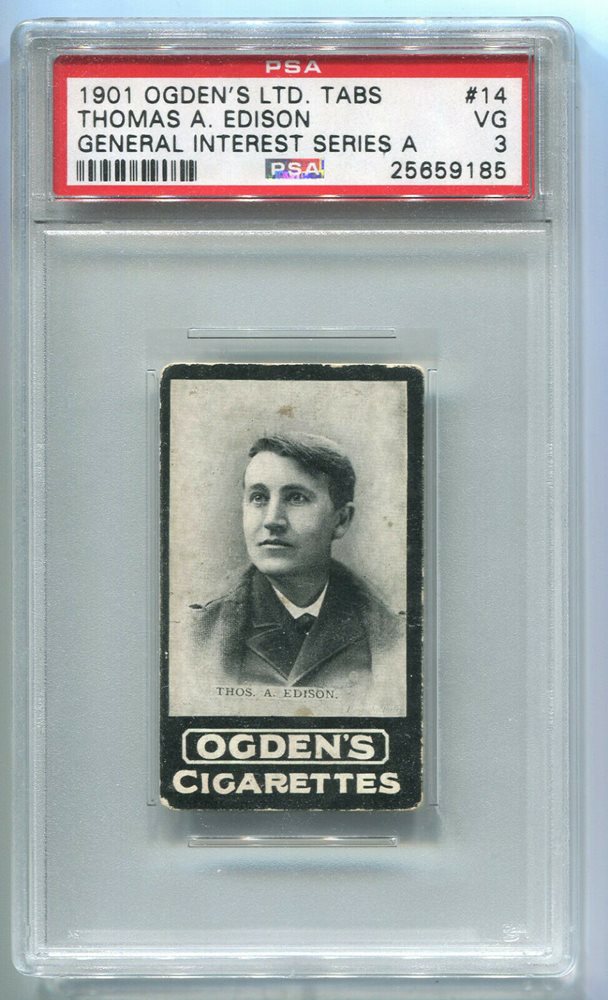 PSA
1901 OGDEN'S LTD. TABS #14
THOMAS A. EDISON VG
GENERAL INTEREST SERIES A 3
PSA 25659185
THOS. A. EDISON.
OGDEN'S
CIGARETTES